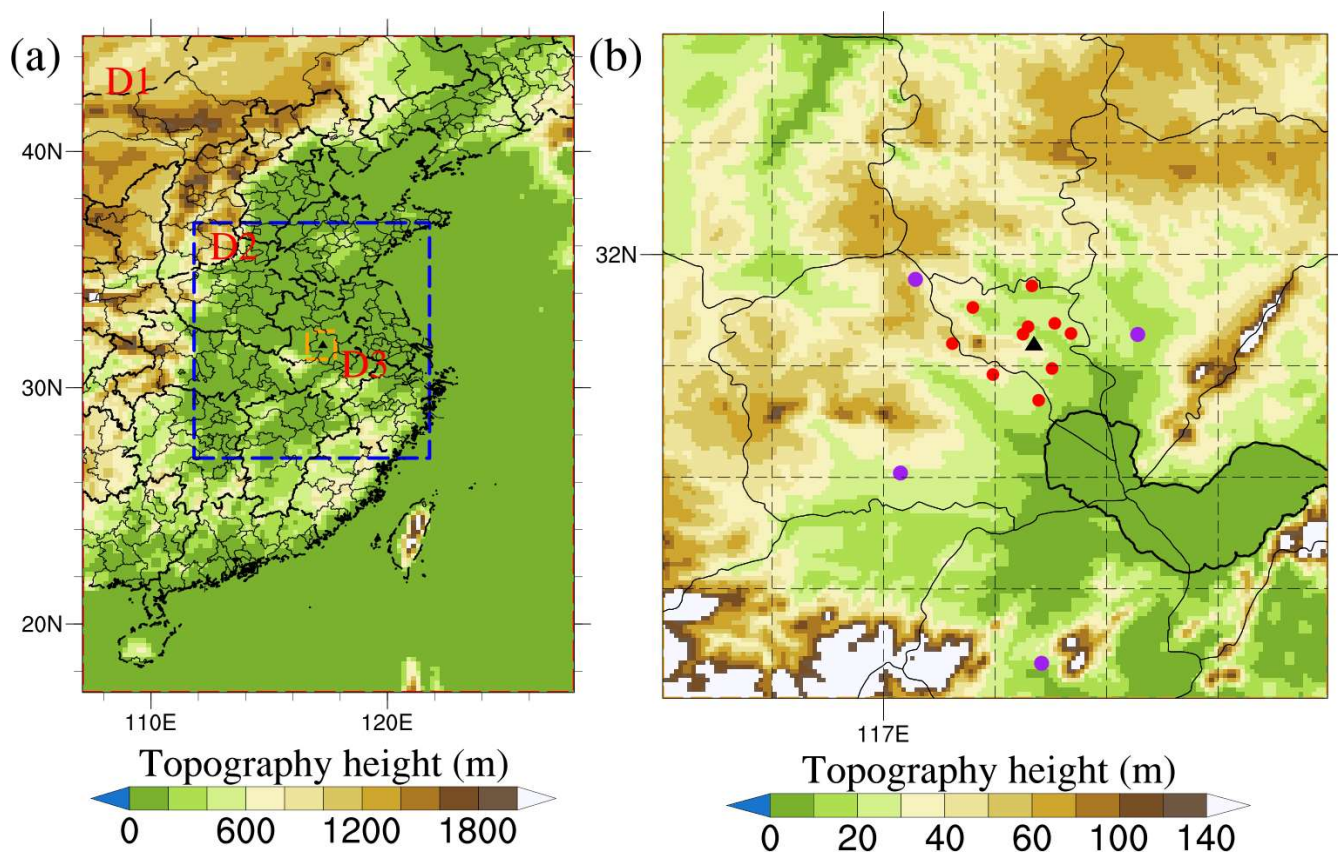 (a)
D1
40N
D2
D3
30N
20N
110E 120E
Topography height (m)
0 600 1200 1800
(b)
32N
117E
Topography height (m)
0 20 40 60 100 140